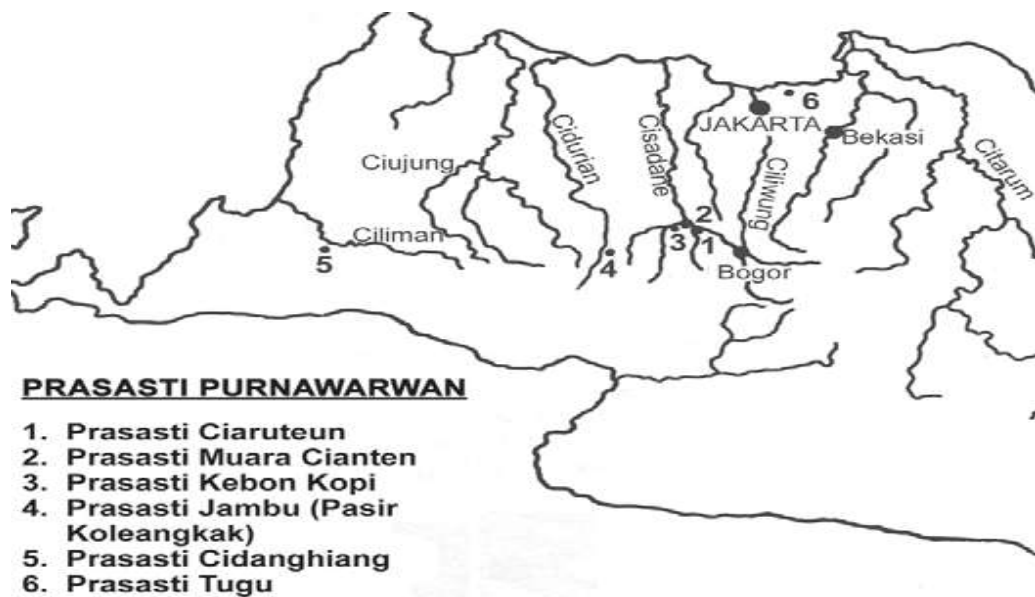 6
JAKARTA
Bekasi
Cidurian
Cisadane
Ciliwung
Citarum
Ciujung
2
Ciliman
3
1
5
4
Bogor
PRASASTI PURNAWARWAN
1. Prasasti Ciaruteun
2. Prasasti Muara Cianten
3. Prasasti Kebon Kopi
4. Prasasti Jambu (Pasir
Koleangkak)
5. Prasasti Cidanghiang
6. Prasasti Tugu